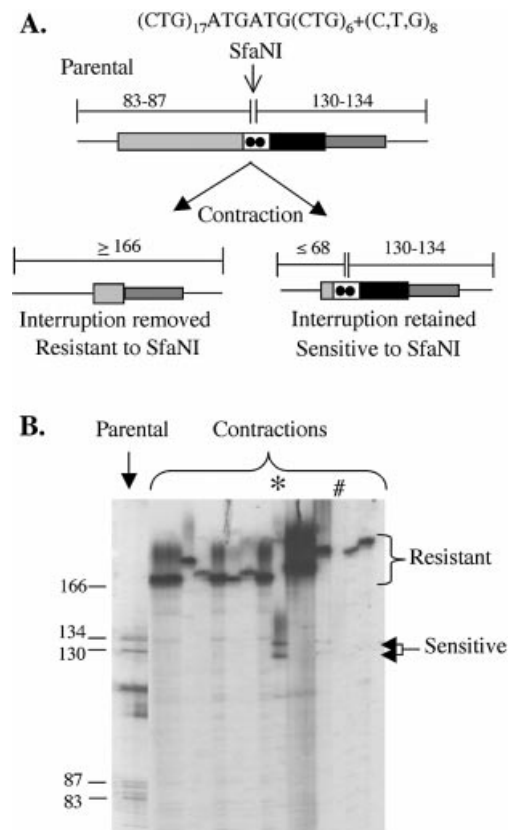 A.
(CTG)17ATGATG(CTG)6+(C,T,G)8
SfaNI
Parental
83-87
130-134
Contraction
≥ 166
≤ 68
130-134
Interruption removed
Resistant to SfaNI
Interruption retained
Sensitive to SfaNI
B.
Parental
Contractions
*
#
Resistant
166
134
130
Sensitive
87
83